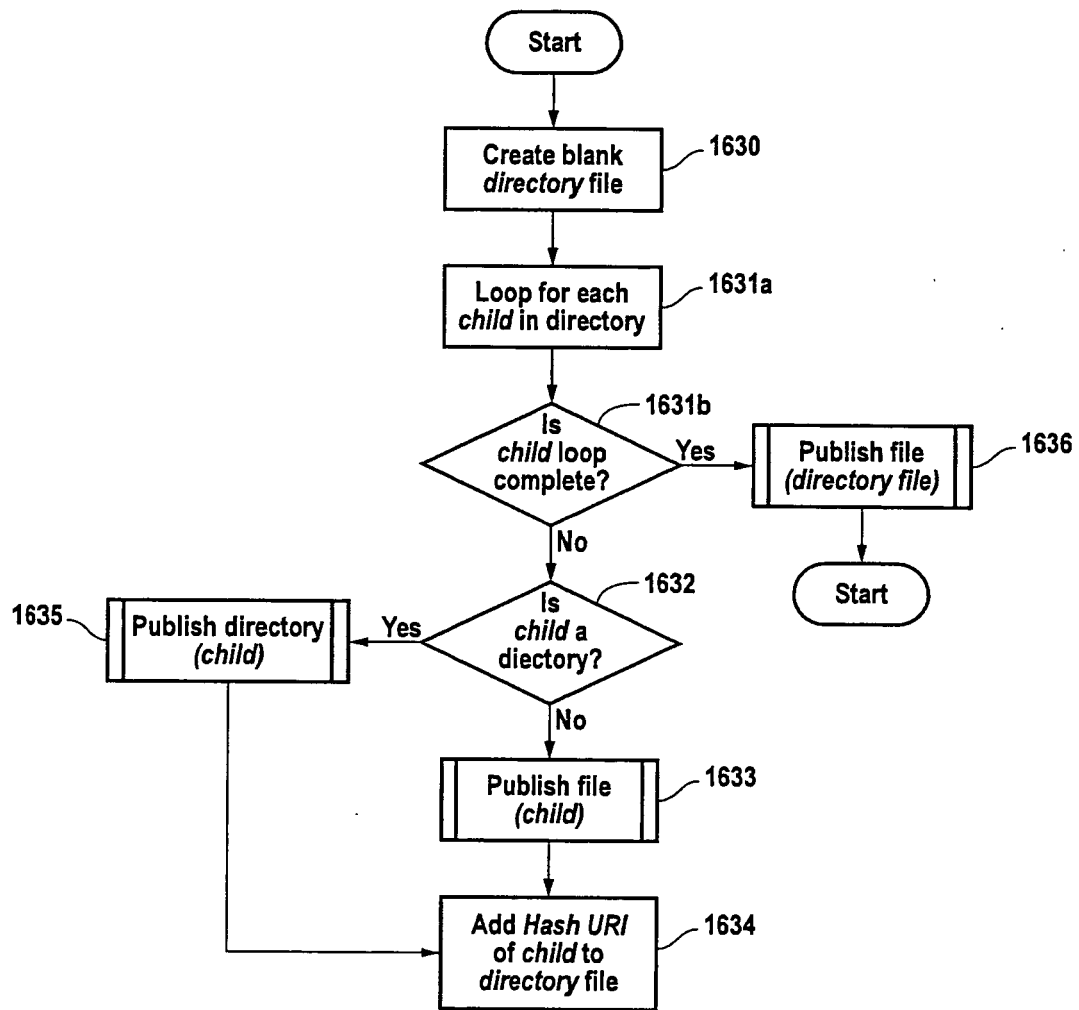 Start
Create blank
directory file
1630
Loop for each
child in directory
1631a
Is
child loop
complete?
1631b
Yes
Publish file
(directory file)
1636
No
Start
Is
child a
diectory?
1632
Yes
Publish directory
(child)
1635
No
Publish file
(child)
1633
Add Hash URI
of child to
directory file
1634